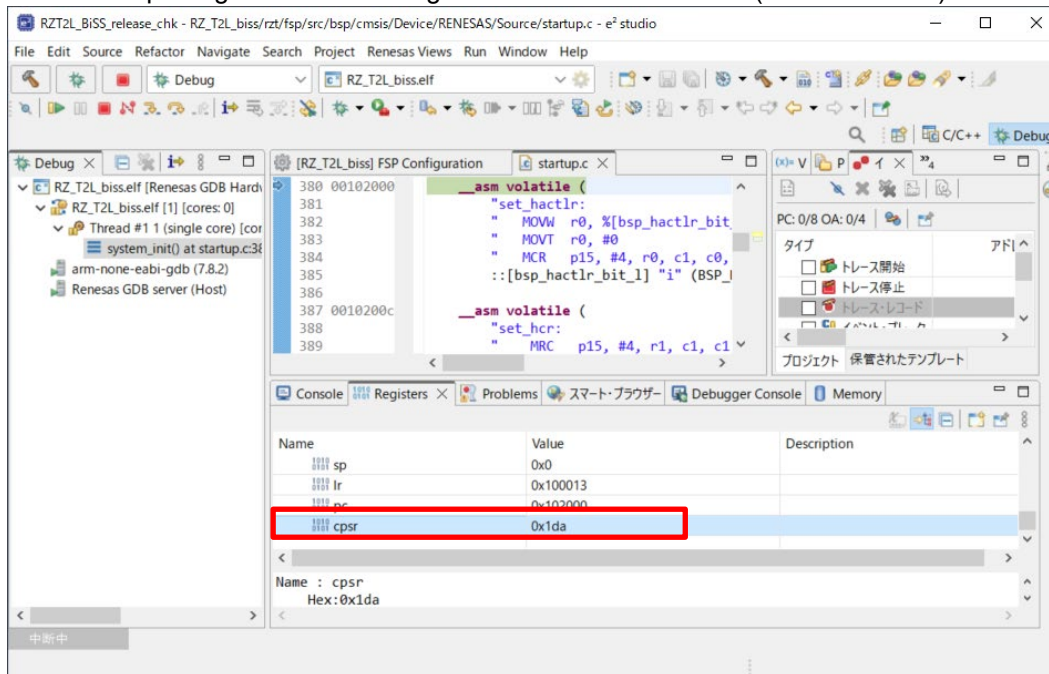 RZT2L_BiSS_release_chk - RZ_T2L_biss/rzt/fsp/src/bsp/cmsis/Device/RENESAS/Source/startup.c - e² studio
File Edit Source Refactor Navigate Search Project Renesas Views Run Window Help
Debug
RZ_T2L_biss.elf
C/C++
Debug
Debug
RZ_T2L_biss.elf [Renesas GDB Hardw
RZ_T2L_biss.elf [1] [cores: 0]
Thread #1 1 (single core) [cor
system_init() at startup.c:38
arm-none-eabi-gdb (7.8.2)
Renesas GDB server (Host)
[RZ_T2L_biss] FSP Configuration
startup.c
380 00102000 __asm volatile (
381 "set_hactlr:
382 " MOVW r0, %[bsp_hactlr_bit_
383 " MOVT r0, #0
384 " MCR p15, #4, r0, c1, c0,
385 ::[bsp_hactlr_bit_l] "i" (BSP_
386
387 0010200c __asm volatile (
388 "set_hcr:
389 " MRC p15, #4, r1, c1, c1
V P イ 4
PC: 0/8 OA: 0/4
タイプ アドレ
トレース開始
トレース停止
トレース・レコード
プロジェクト 保管されたテンプレート
Console Registers Problems スマート・ブラウザー Debugger Console Memory
Name Value Description
sp 0x0
lr 0x100013
pc 0x102000
cpsr 0x1da
Name : cpsr
Hex:0x1da
中断中